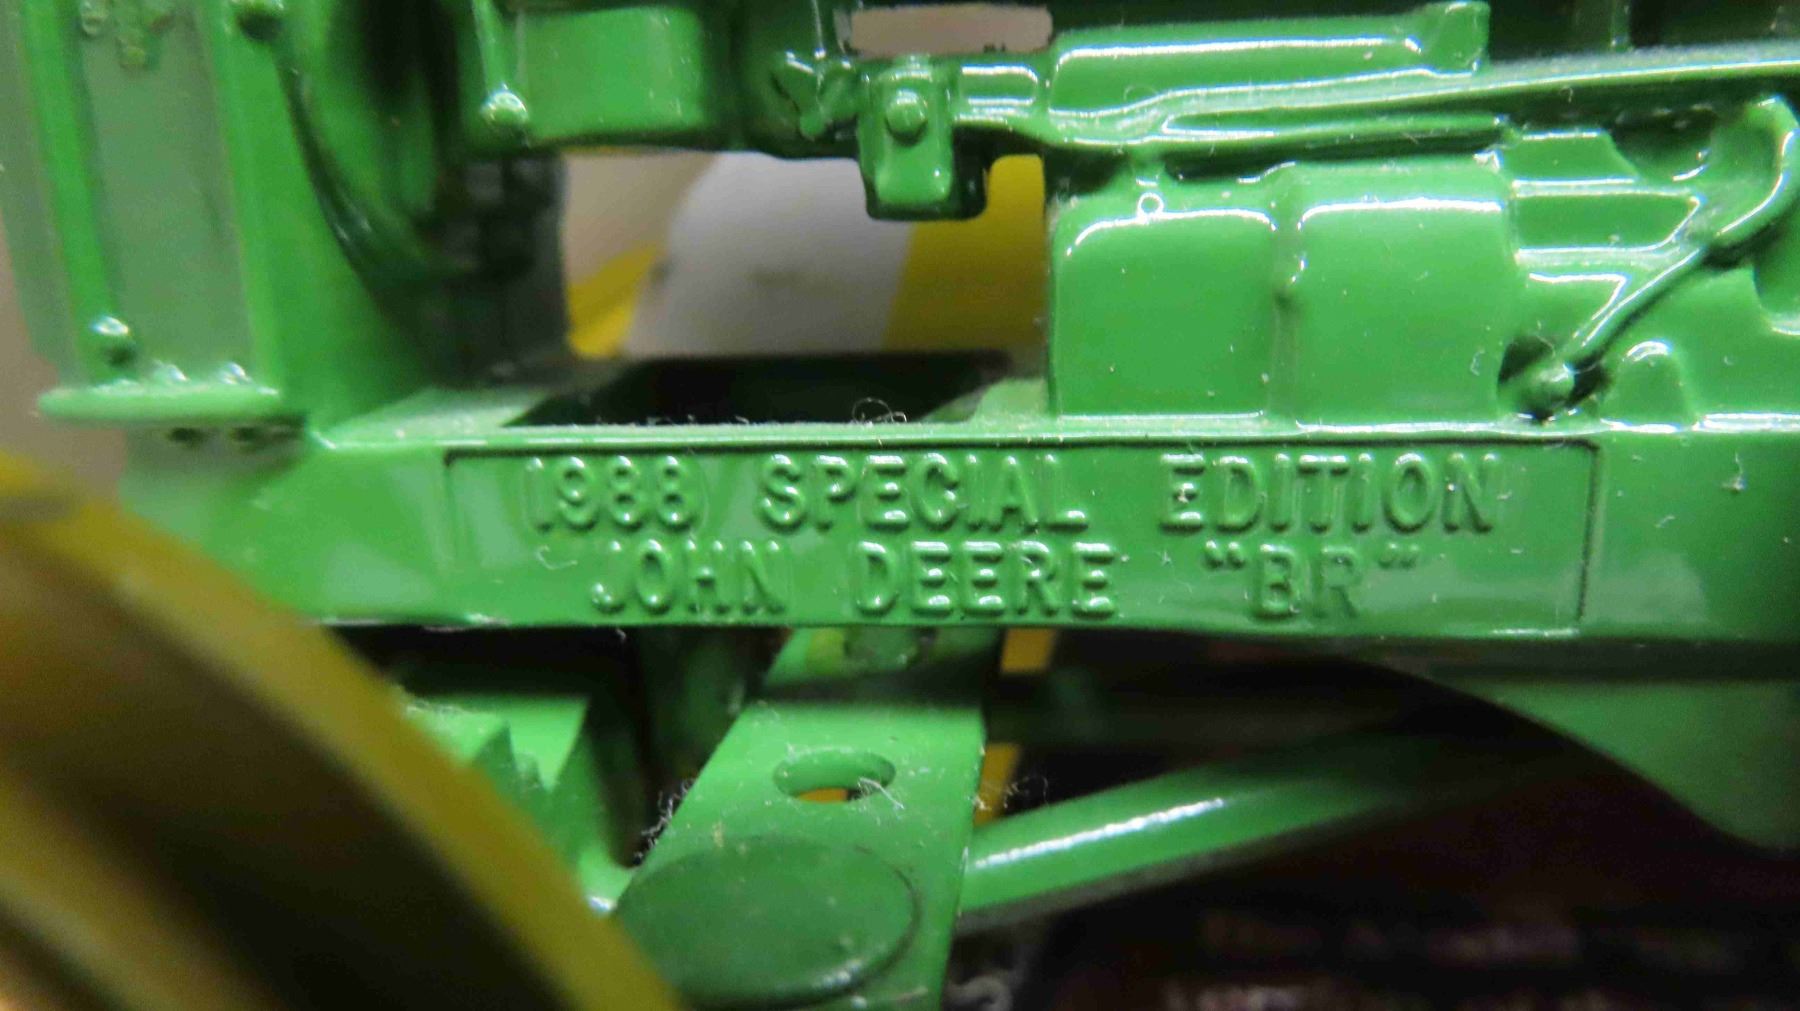 1988 SPECIAL EDITION
JOHN DEERE "BR"